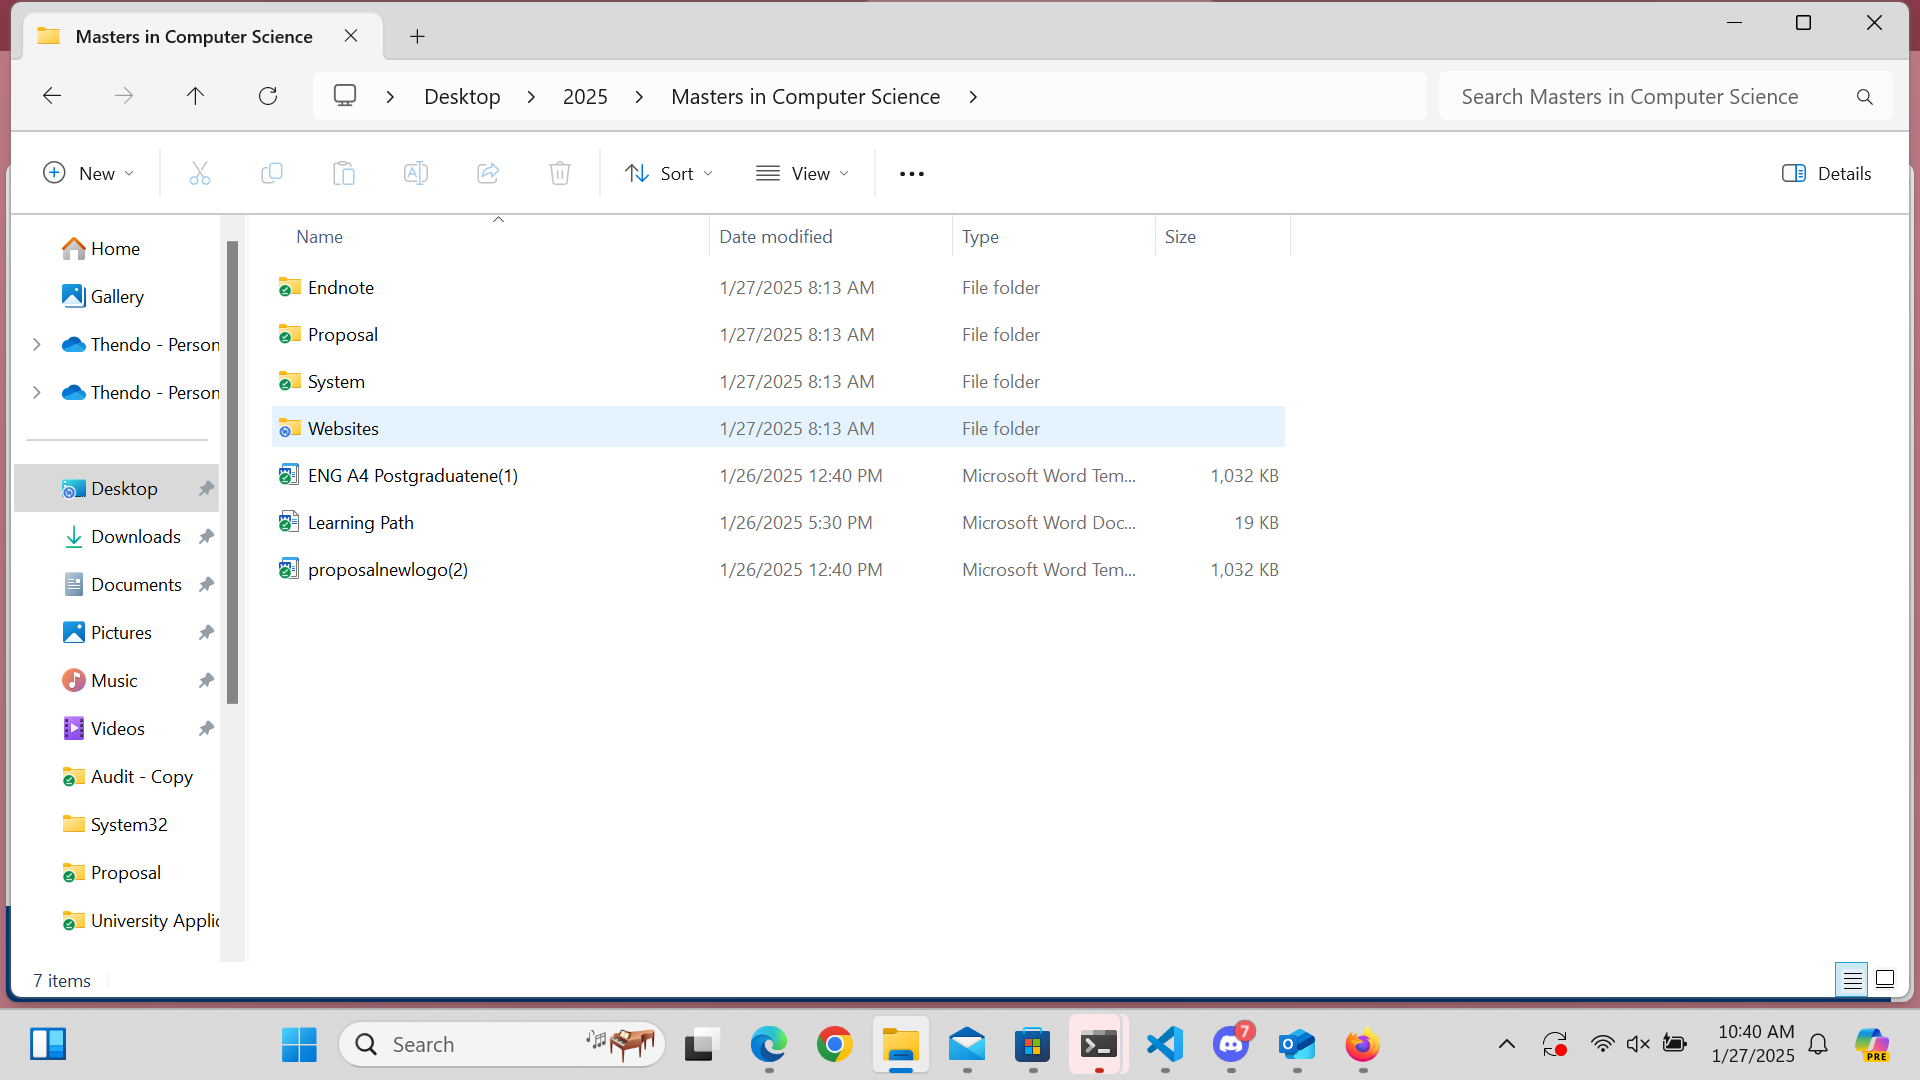 Masters in Computer Science
Desktop 2025 Masters in Computer Science
Search Masters in Computer Science
New Sort View Details
Name Date modified Type Size
Home
Gallery
Thendo - Person
Thendo - Person
Desktop
Downloads
Documents
Pictures
Music
Videos
Audit - Copy
System32
Proposal
University Applic
Endnote 1/27/2025 8:13 AM File folder
Proposal 1/27/2025 8:13 AM File folder
System 1/27/2025 8:13 AM File folder
Websites 1/27/2025 8:13 AM File folder
ENG A4 Postgraduatene(1) 1/26/2025 12:40 PM Microsoft Word Tem... 1,032 KB
Learning Path 1/26/2025 5:30 PM Microsoft Word Doc... 19 KB
proposalnewlogo(2) 1/26/2025 12:40 PM Microsoft Word Tem... 1,032 KB
7 items
Search
7
10:40 AM
1/27/2025
PRE